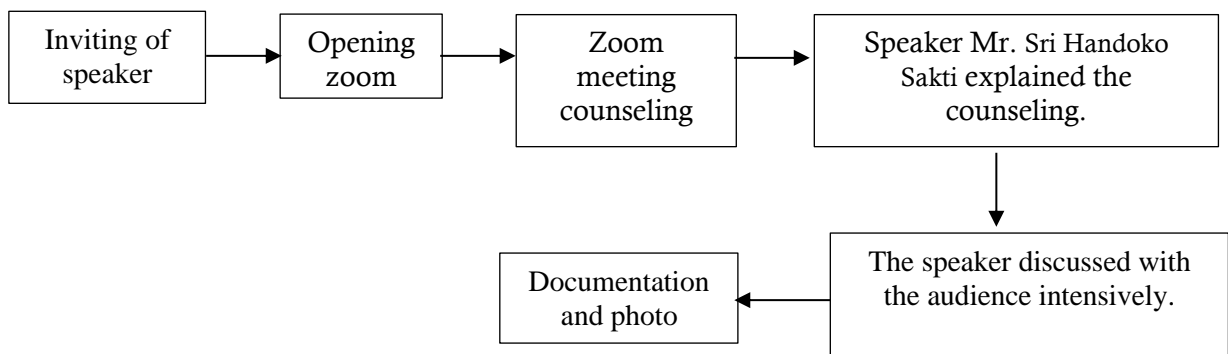 Inviting of
speaker
Opening
zoom
Zoom
meeting
counseling
Speaker Mr. Sri Handoko
Sakti explained the
counseling.
The speaker discussed with
the audience intensively.
Documentation
and photo